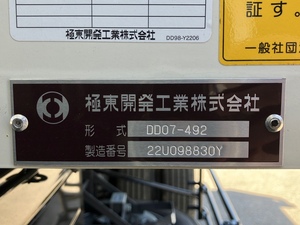 極東開発工業株式会社
DD98-Y2206
証す。
一般社団
極東開発工業株式会社
形 式 DD07-492
製造番号 22U098830Y